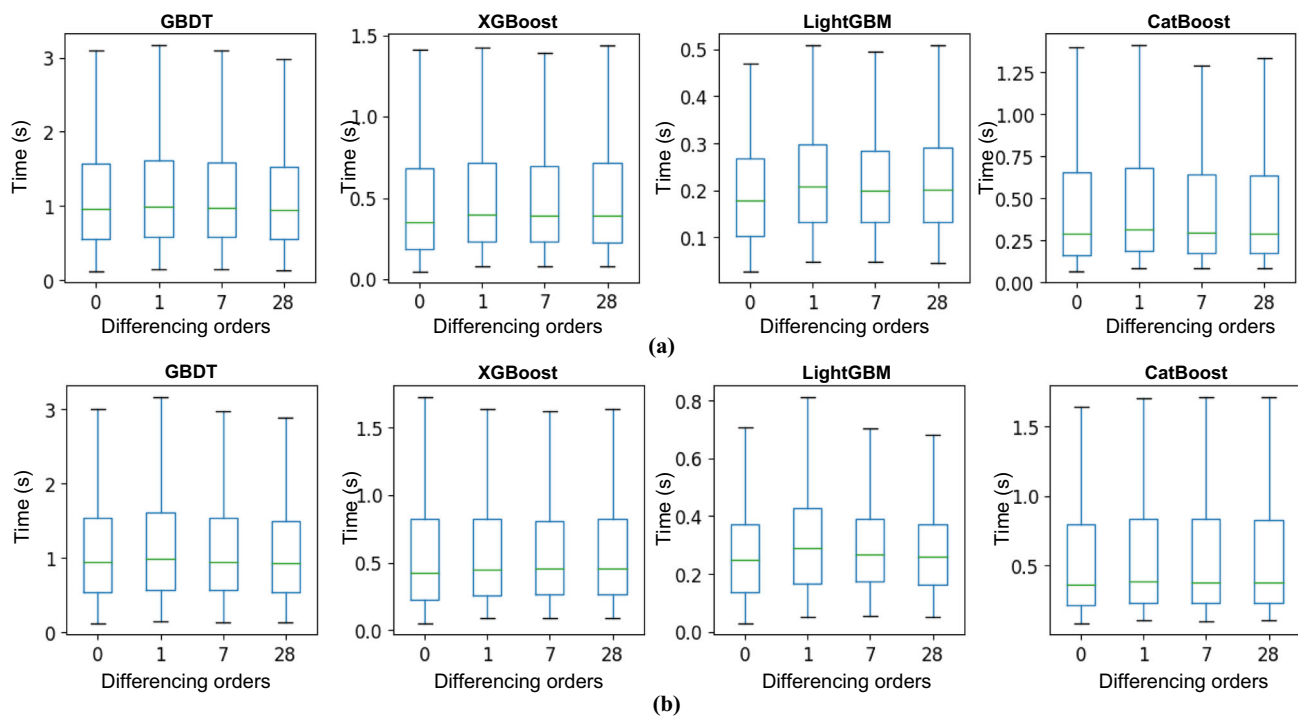 GBDT XGBoost LightGBM CatBoost
Time (s) 3 2 1 0
Time (s) 1.5 1.0 0.5 0.0
Time (s) 0.5 0.4 0.3 0.2 0.1
Time (s) 1.25 1.00 0.75 0.50 0.25 0.00
0 1 7 28 0 1 7 28 0 1 7 28 0 1 7 28
Differencing orders Differencing orders Differencing orders Differencing orders
(a)
GBDT XGBoost LightGBM CatBoost
Time (s) 3 2 1 0
Time (s) 1.5 1.0 0.5 0.0
Time (s) 0.8 0.6 0.4 0.2 0.0
Time (s) 1.5 1.0 0.5
0 1 7 28 0 1 7 28 0 1 7 28 0 1 7 28
Differencing orders Differencing orders Differencing orders Differencing orders
(b)